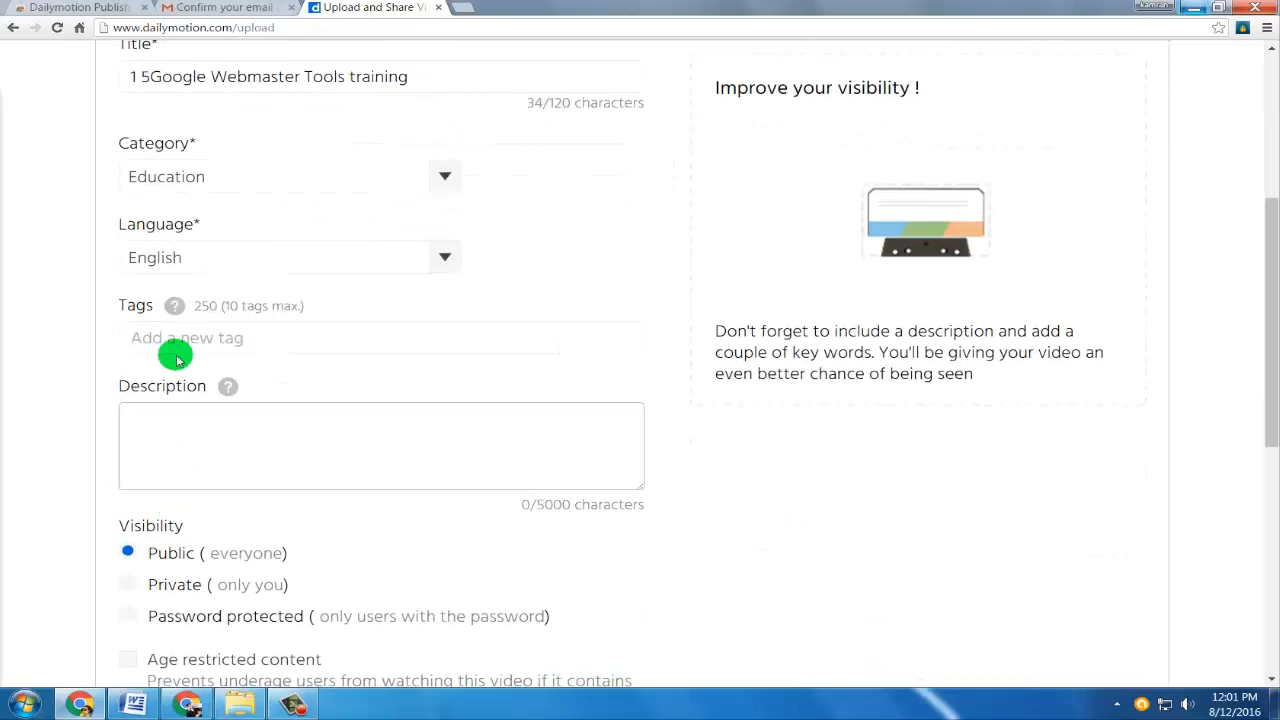 Dailymotion Publish
Confirm your email
Upload and Share Vi
kamran
www.dailymotion.com/upload
Title*
1 5Google Webmaster Tools training
34/120 characters
Category*
Education
Language*
English
Tags ? 250 (10 tags max.)
Add a new tag
Description ?
0/5000 characters
Visibility
Public ( everyone)
Private ( only you)
Password protected ( only users with the password)
Age restricted content
Prevents underage users from watching this video if it contains
Improve your visibility !
Don't forget to include a description and add a
couple of key words. You'll be giving your video an
even better chance of being seen
12:01 PM
8/12/2016